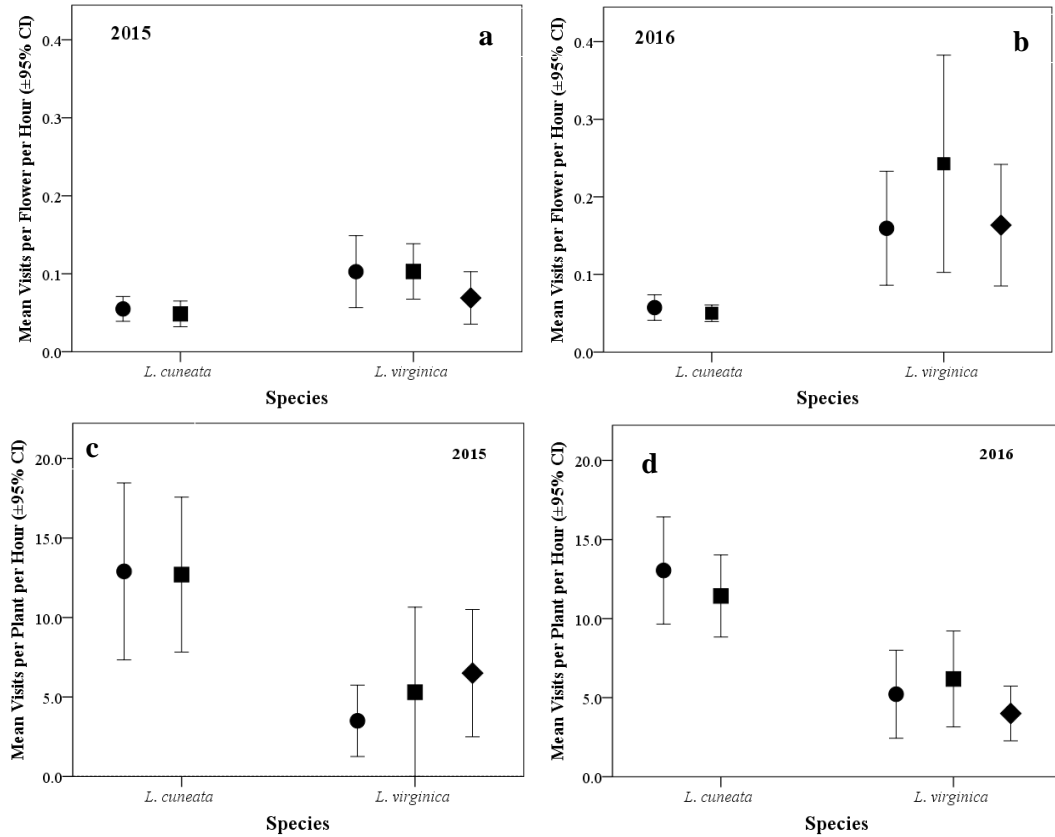 2015
a
Mean Visits per Flower per Hour (±95% CI)
0.4
0.3
0.2
0.1
0.0
L. cuneata
L. virginica
Species
2016
b
Mean Visits per Flower per Hour (±95% CI)
0.4
0.3
0.2
0.1
0.0
L. cuneata
L. virginica
Species
c
2015
Mean Visits per Plant per Hour (±95% CI)
20.0
15.0
10.0
5.0
0.0
L. cuneata
L. virginica
Species
d
2016
Mean Visits per Plant per Hour (±95% CI)
20.0
15.0
10.0
5.0
0.0
L. cuneata
L. virginica
Species